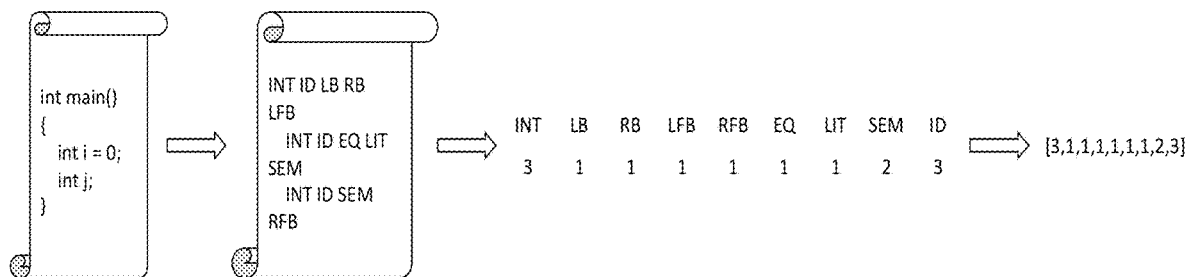 int main()
{
int i = 0;
int j;
}
INT ID LB RB
LFB
INT ID EQ LIT
SEM
INT ID SEM
RFB
INT LB RB LFB RFB EQ LIT SEM ID
3 1 1 1 1 1 1 2 3
[3,1,1,1,1,1,1,2,3]